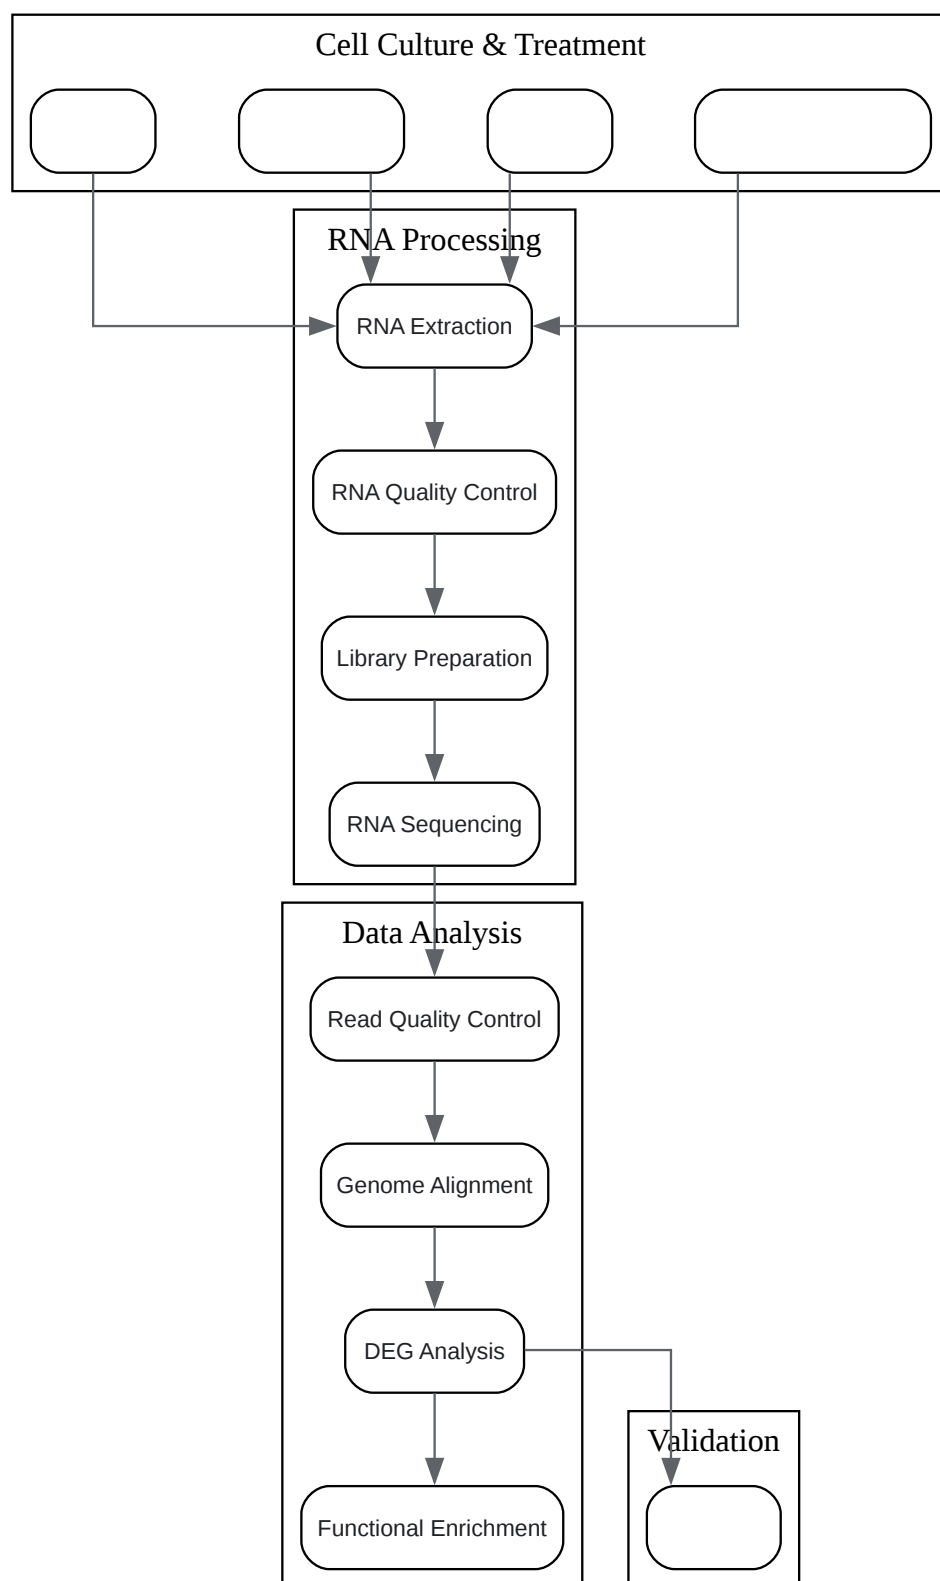 Cell Culture & Treatment
RNA Processing
RNA Extraction
RNA Quality Control
Library Preparation
RNA Sequencing
Data Analysis
Read Quality Control
Genome Alignment
DEG Analysis
Validation
Functional Enrichment